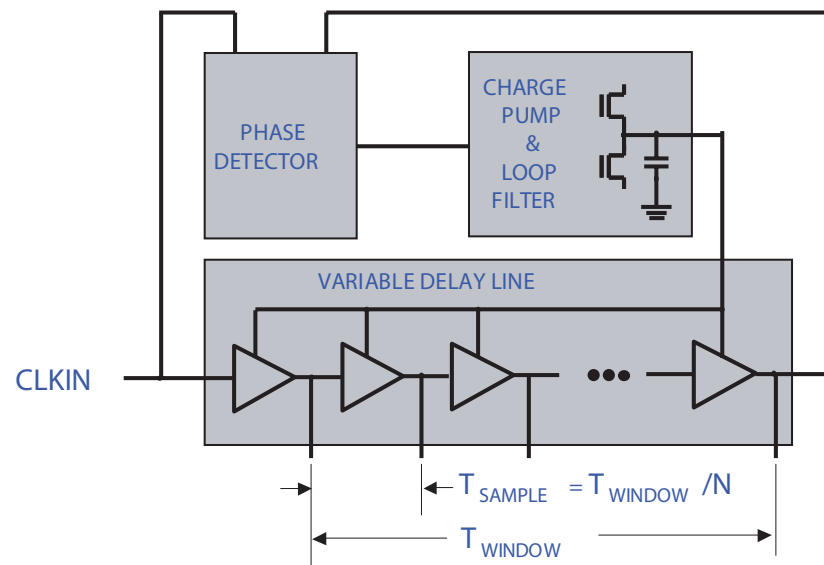 PHASE
DETECTOR
CHARGE
PUMP
&
LOOP
FILTER
VARIABLE DELAY LINE
CLKIN
T SAMPLE = T WINDOW /N
T WINDOW